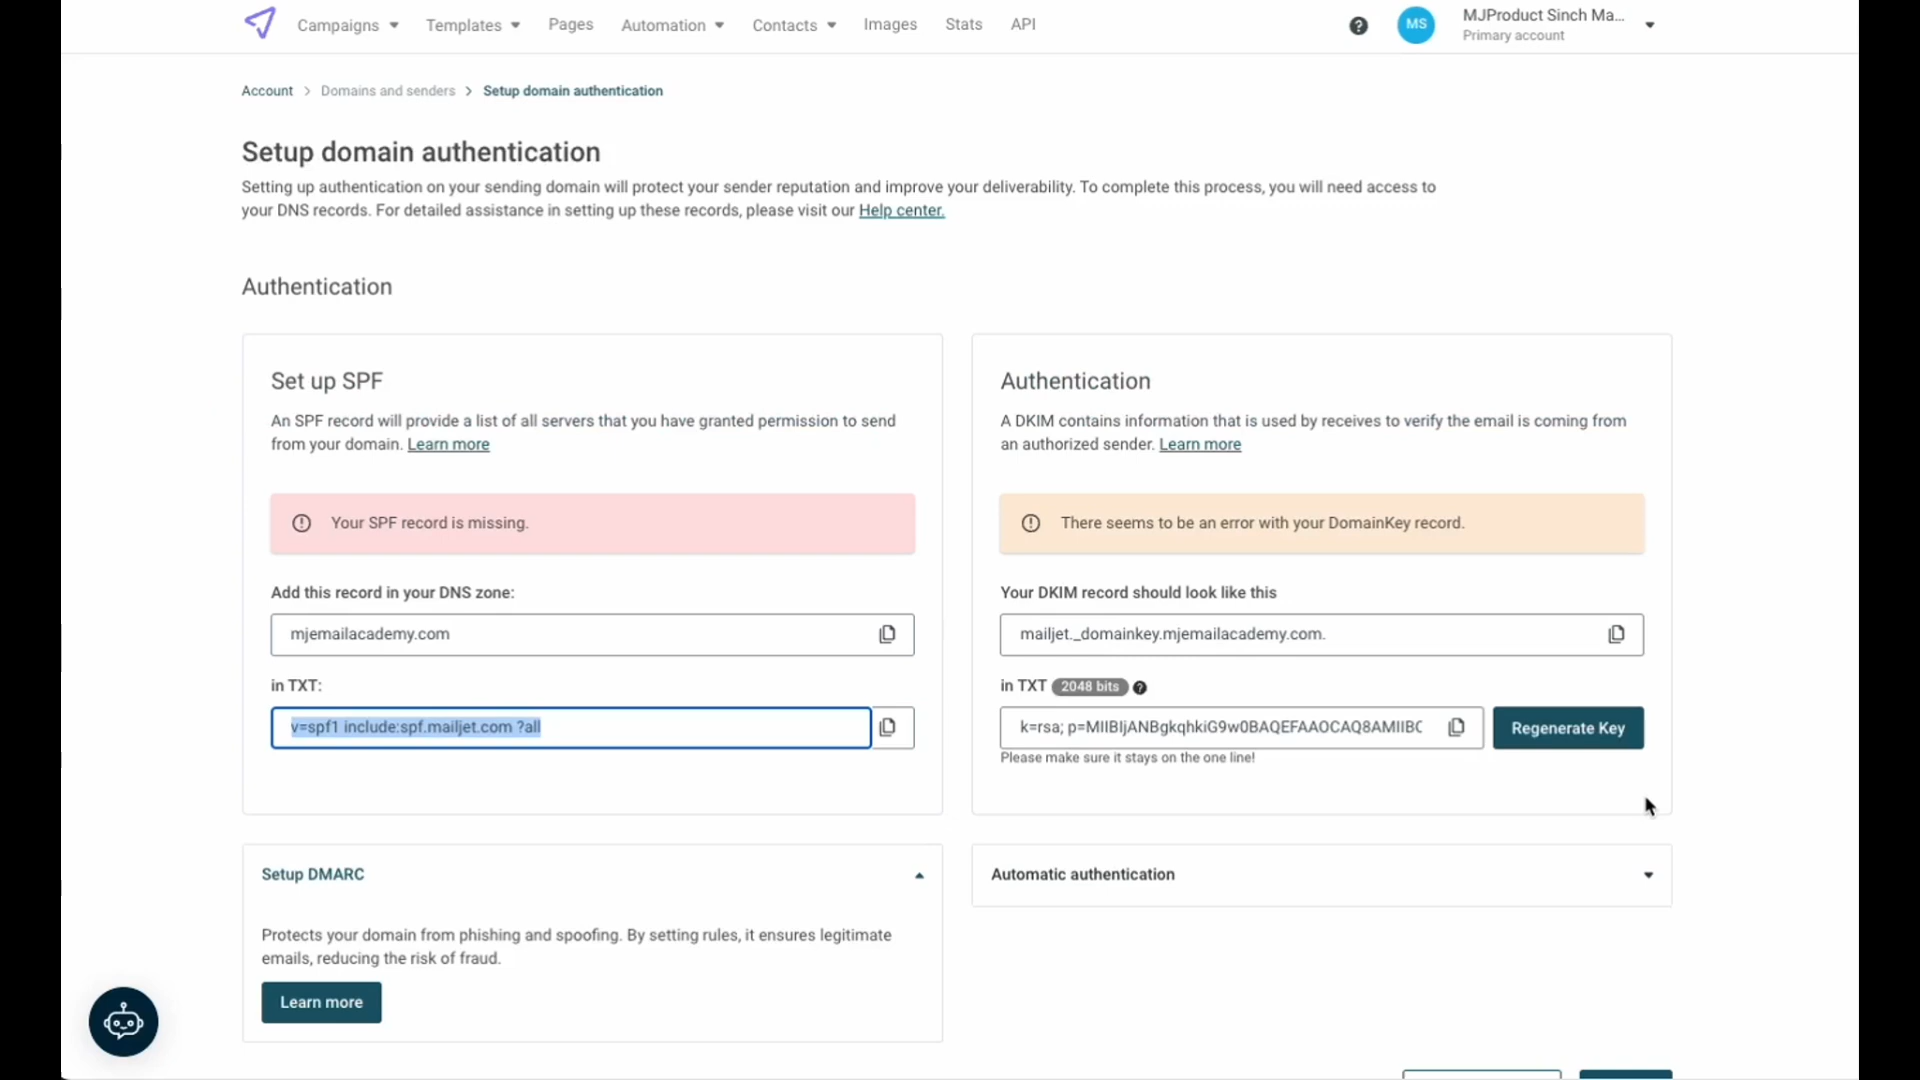 Campaigns Templates Pages Automation Contacts Images Stats API
? MS MJProduct Sinch Ma...
Primary account
Account > Domains and senders > Setup domain authentication
Setup domain authentication
Setting up authentication on your sending domain will protect your sender reputation and improve your deliverability. To complete this process, you will need access to
your DNS records. For detailed assistance in setting up these records, please visit our Help center.
Authentication
Set up SPF
An SPF record will provide a list of all servers that you have granted permission to send
from your domain. Learn more
Your SPF record is missing.
Add this record in your DNS zone:
mjemailacademy.com
in TXT:
v=spf1 include:spf.mailjet.com ?all
Authentication
A DKIM contains information that is used by receives to verify the email is coming from
an authorized sender. Learn more
There seems to be an error with your DomainKey record.
Your DKIM record should look like this
mailjet._domainkey.mjemailacademy.com.
in TXT 2048 bits ?
k=rsa; p=MIIBIjANBgkqhkiG9w0BAQEFAAOCAQ8AMIIBC
Regenerate Key
Please make sure it stays on the one line!
Setup DMARC
Protects your domain from phishing and spoofing. By setting rules, it ensures legitimate
emails, reducing the risk of fraud.
Learn more
Automatic authentication